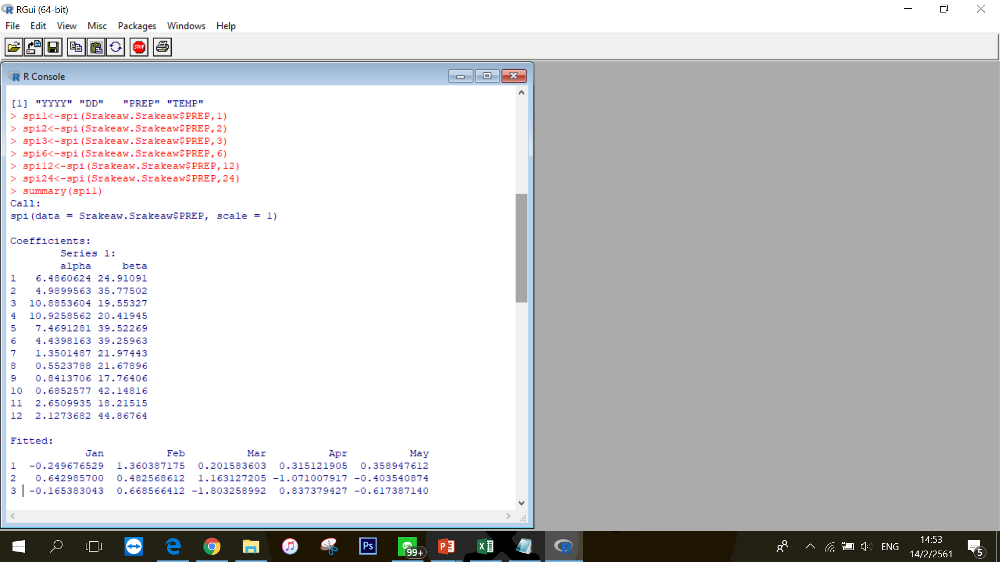 RGui (64-bit)
File Edit View Misc Packages Windows Help
STOP
R Console
[1] "YYYY" "DD"   "PREP" "TEMP"
> spi1<-spi(Srakeaw.Srakeaw$PREP,1)
> spi2<-spi(Srakeaw.Srakeaw$PREP,2)
> spi3<-spi(Srakeaw.Srakeaw$PREP,3)
> spi6<-spi(Srakeaw.Srakeaw$PREP,6)
> spi12<-spi(Srakeaw.Srakeaw$PREP,12)
> spi24<-spi(Srakeaw.Srakeaw$PREP,24)
> summary(spi1)
Call:
spi(data = Srakeaw.Srakeaw$PREP, scale = 1)
Coefficients:
Series 1:
alpha beta
1 6.4860624 24.91091
2 4.9899563 35.77502
3 10.8853604 19.55327
4 10.9258562 20.41945
5 7.4691281 39.52269
6 4.4398163 39.25963
7 1.3501487 21.97443
8 0.5523788 21.67896
9 0.8413706 17.76406
10 0.6852577 42.14816
11 2.6509935 18.21515
12 2.1273682 44.86764
Fitted:
Jan Feb Mar Apr May
1 -0.249676529 1.360387175 0.201583603 0.315121905 0.358947612
2 0.642985700 0.482568612 1.163127205 -1.071007917 -0.403540874
3 -0.165383043 0.668566412 -1.803258992 0.837379427 -0.617387140
Ps
LINE
99+
ENG
14:53
14/2/2561
5